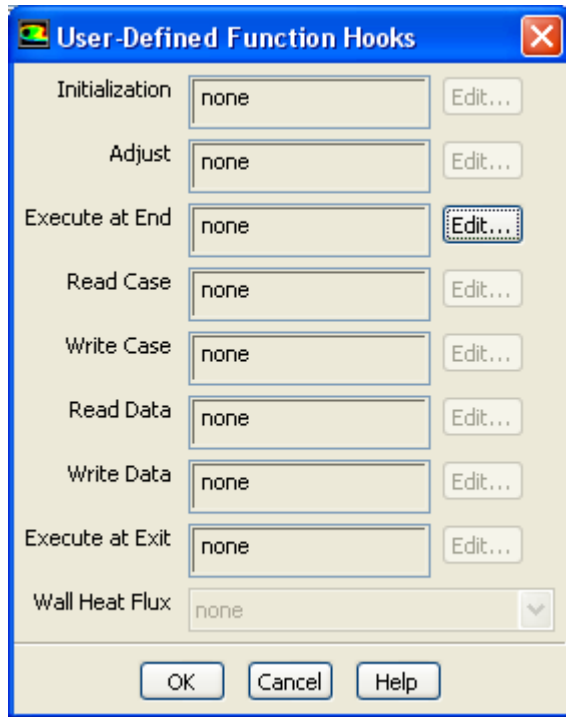 User-Defined Function Hooks
Initialization none Edit...
Adjust none Edit...
Execute at End none Edit...
Read Case none Edit...
Write Case none Edit...
Read Data none Edit...
Write Data none Edit...
Execute at Exit none Edit...
Wall Heat Flux none
OK Cancel Help